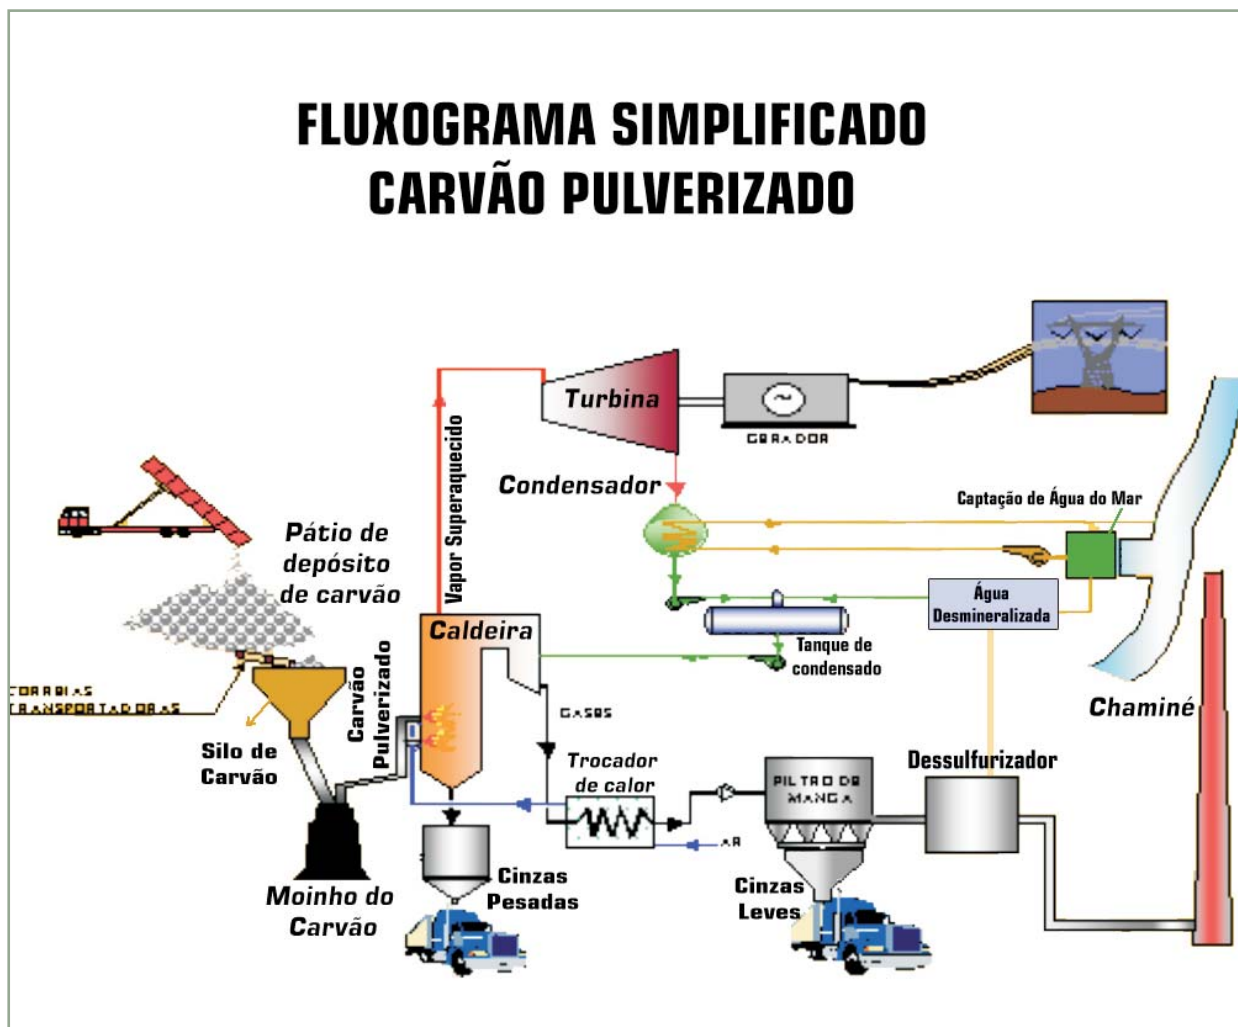 FLUXOGRAMA SIMPLIFICADO
CARVÃO PULVERIZADO
Turbina
GERADOR
Vapor Superaquecido
Condensador
Captação de Água do Mar
Pátio de
depósito
de carvão
Água
Desmineralizada
Caldeira
Tanque de
condensado
CORREIAS
TRANSPORTADORAS
Carvão
Pulverizado
GASES
Chaminé
Silo de
Carvão
Trocador
de calor
FILTRO DE
MANGA
Dessulfurizador
AR
Moinho do
Carvão
Cinzas
Pesadas
Cinzas
Leves